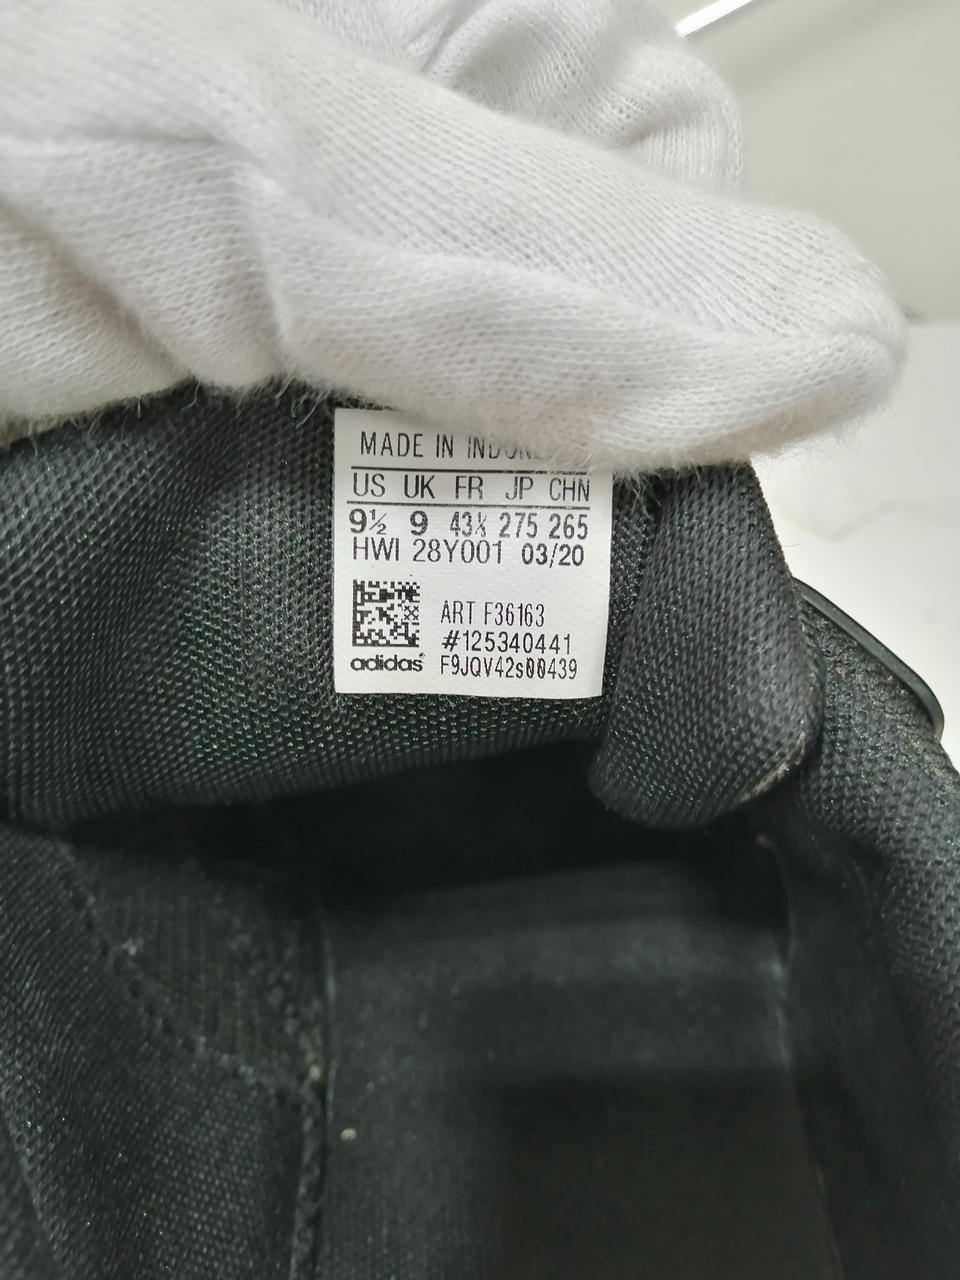 MADE IN
US UK FR JP CHN
9½ 9 43⅓ 275 265
HWI 28Y001 03/20
ART F36163
#125340441
adidas® F9JQV42s00439